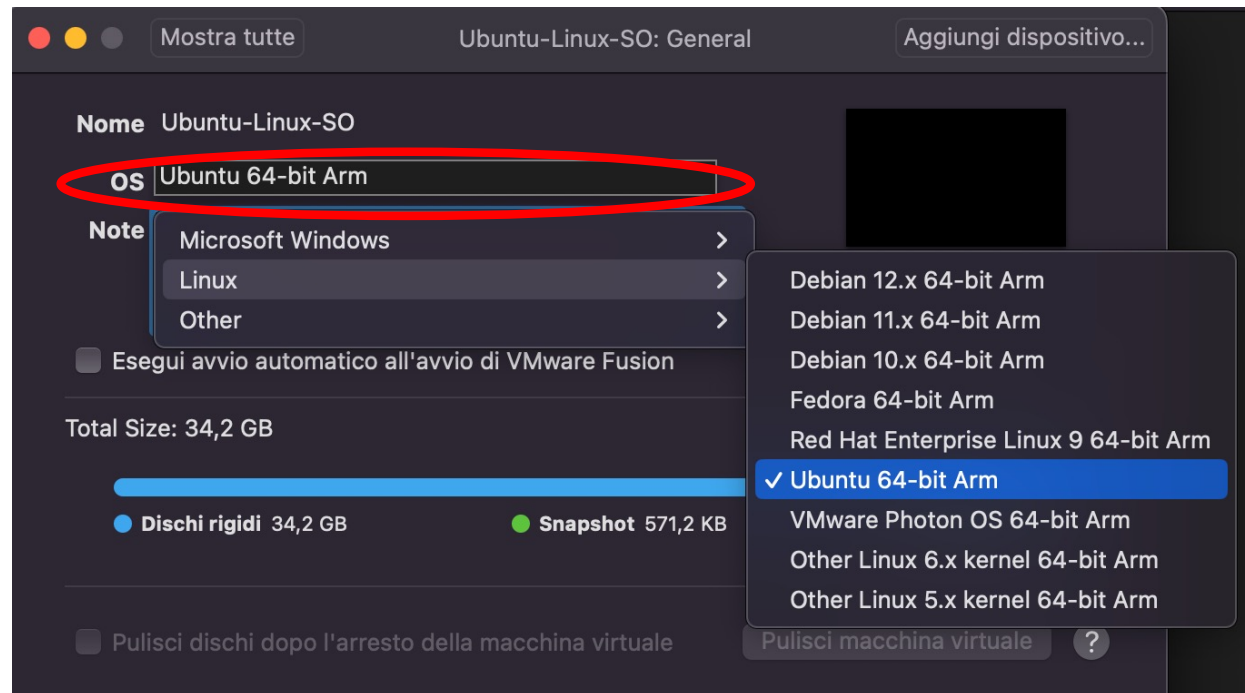 Mostra tutte
Ubuntu-Linux-SO: General
Aggiungi dispositivo...
Nome Ubuntu-Linux-SO
OS Ubuntu 64-bit Arm
Note
Microsoft Windows
Linux
Other
Debian 12.x 64-bit Arm
Debian 11.x 64-bit Arm
Debian 10.x 64-bit Arm
Fedora 64-bit Arm
Red Hat Enterprise Linux 9 64-bit Arm
Ubuntu 64-bit Arm
VMware Photon OS 64-bit Arm
Other Linux 6.x kernel 64-bit Arm
Other Linux 5.x kernel 64-bit Arm
Esegui avvio automatico all'avvio di VMware Fusion
Total Size: 34,2 GB
Dischi rigidi 34,2 GB
Snapshot 571,2 KB
Pulisci dischi dopo l'arresto della macchina virtuale
Pulisci macchina virtuale
?